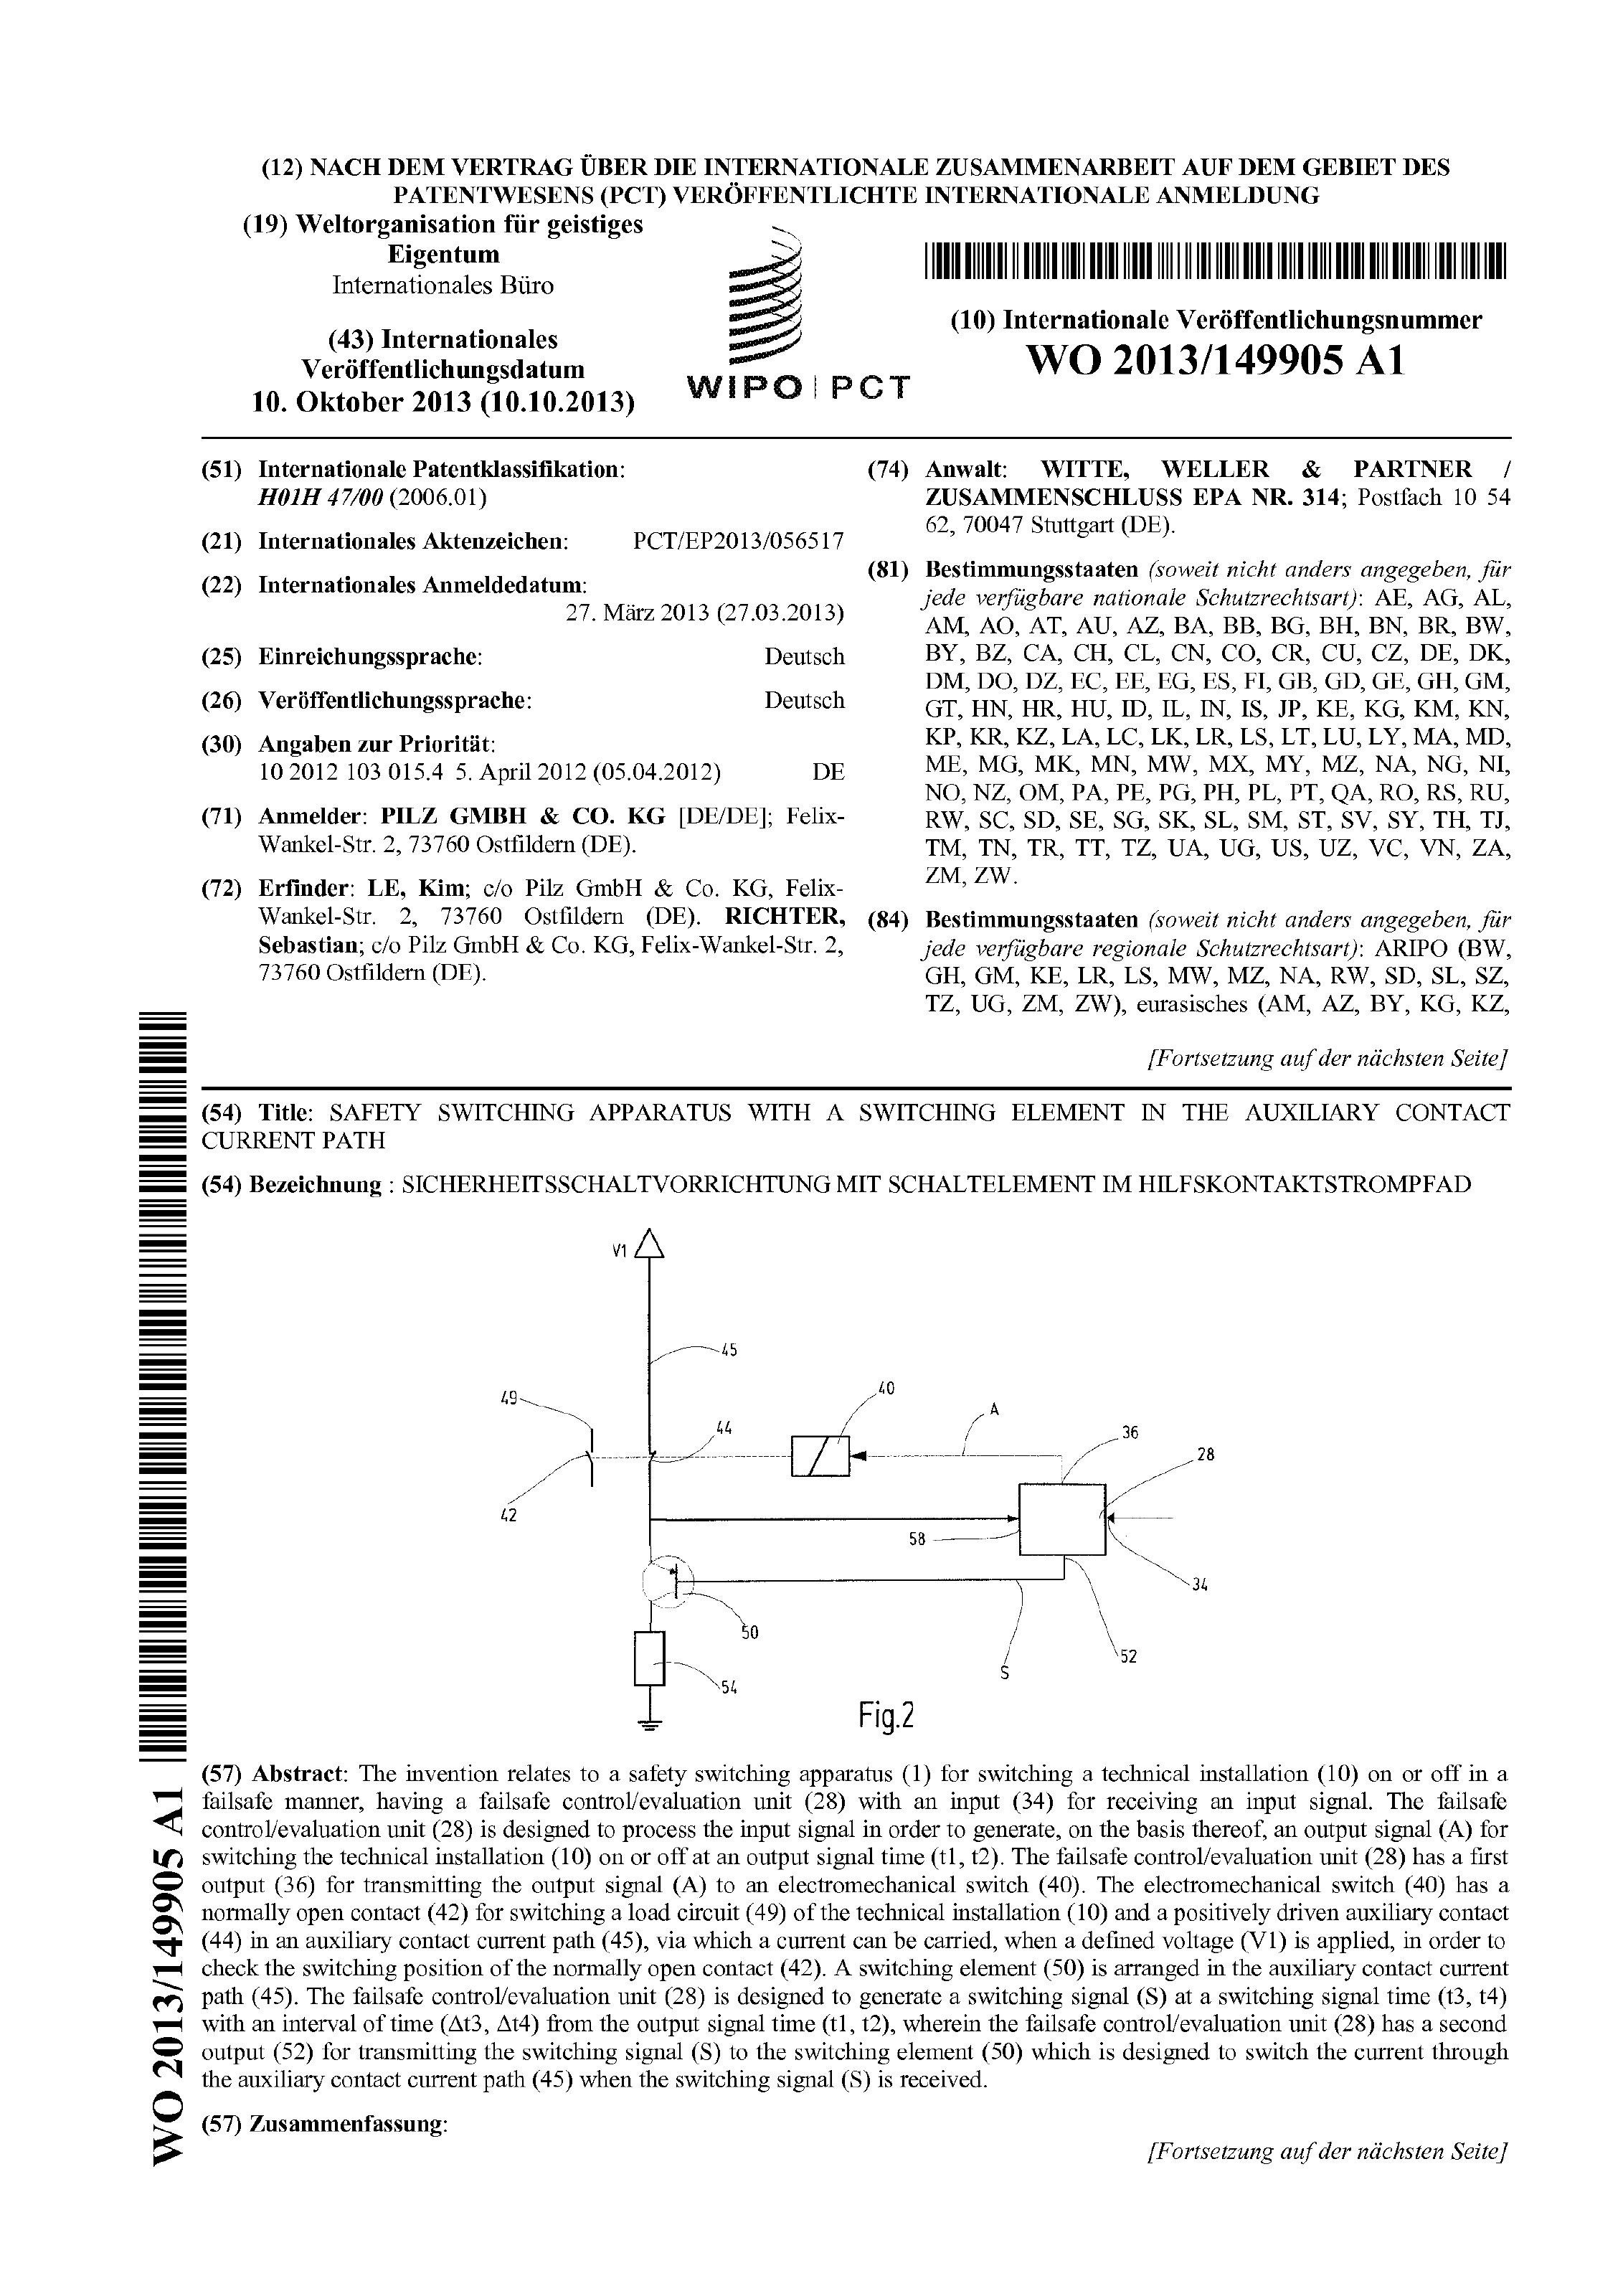 (12) NACH DEM VERTRAG ÜBER DIE INTERNATIONALE ZUSAMMENARBEIT AUF DEM GEBIET DES
PATENTWESENS (PCT) VERÖFFENTLICHTE INTERNATIONALE ANMELDUNG
(19) Weltorganisation für geistiges
Eigentum
Internationales Büro
(43) Internationales
Veröffentlichungsdatum
10. Oktober 2013 (10.10.2013)
WIPO | PCT
(10) Internationale Veröffentlichungsnummer
WO 2013/149905 A1
(51) Internationale Patentklassifikation:
H01H 47/00 (2006.01)
(21) Internationales Aktenzeichen: PCT/EP2013/056517
(22) Internationales Anmeldedatum:
27. März 2013 (27.03.2013)
(25) Einreichungssprache: Deutsch
(26) Veröffentlichungssprache: Deutsch
(30) Angaben zur Priorität:
10 2012 103 015.4 5. April 2012 (05.04.2012) DE
(71) Anmelder: PILZ GMBH & CO. KG [DE/DE]; Felix-
Wankel-Str. 2, 73760 Ostfildern (DE).
(72) Erfinder: LE, Kim; c/o Pilz GmbH & Co. KG, Felix-
Wankel-Str. 2, 73760 Ostfildern (DE). RICHTER,
Sebastian; c/o Pilz GmbH & Co. KG, Felix-Wankel-Str. 2,
73760 Ostfildern (DE).
(74) Anwalt: WITTE, WELLER & PARTNER /
ZUSAMMENSCHLUSS EPA NR. 314; Postfach 10 54
62, 70047 Stuttgart (DE).
(81) Bestimmungsstaaten (soweit nicht anders angegeben, für
jede verfügbare nationale Schutzrechtsart): AE, AG, AL,
AM, AO, AT, AU, AZ, BA, BB, BG, BH, BN, BR, BW,
BY, BZ, CA, CH, CL, CN, CO, CR, CU, CZ, DE, DK,
DM, DO, DZ, EC, EE, EG, ES, FI, GB, GD, GE, GH, GM,
GT, HN, HR, HU, ID, IL, IN, IS, JP, KE, KG, KM, KN,
KP, KR, KZ, LA, LC, LK, LR, LS, LT, LU, LY, MA, MD,
ME, MG, MK, MN, MW, MX, MY, MZ, NA, NG, NI,
NO, NZ, OM, PA, PE, PG, PH, PL, PT, QA, RO, RS, RU,
RW, SC, SD, SE, SG, SK, SL, SM, ST, SV, SY, TH, TJ,
TM, TN, TR, TT, TZ, UA, UG, US, UZ, VC, VN, ZA,
ZM, ZW.
(84) Bestimmungsstaaten (soweit nicht anders angegeben, für
jede verfügbare regionale Schutzrechtsart): ARIPO (BW,
GH, GM, KE, LR, LS, MW, MZ, NA, RW, SD, SL, SZ,
TZ, UG, ZM, ZW), eurasisches (AM, AZ, BY, KG, KZ,
[Fortsetzung auf der nächsten Seite]
(54) Title: SAFETY SWITCHING APPARATUS WITH A SWITCHING ELEMENT IN THE AUXILIARY CONTACT
CURRENT PATH
(54) Bezeichnung : SICHERHEITSSCHALTVORRICHTUNG MIT SCHALTELEMENT IM HILFSKONTAKTSTROMPFAD
V1
45
49
40
A
44
36
28
42
58
34
50
52
S
54
Fig.2
(57) Abstract: The invention relates to a safety switching apparatus (1) for switching a technical installation (10) on or off in a
failsafe manner, having a failsafe control/evaluation unit (28) with an input (34) for receiving an input signal. The failsafe
control/evaluation unit (28) is designed to process the input signal in order to generate, on the basis thereof, an output signal (A) for
switching the technical installation (10) on or off at an output signal time (t1, t2). The failsafe control/evaluation unit (28) has a first
output (36) for transmitting the output signal (A) to an electromechanical switch (40). The electromechanical switch (40) has a
normally open contact (42) for switching a load circuit (49) of the technical installation (10) and a positively driven auxiliary contact
(44) in an auxiliary contact current path (45), via which a current can be carried, when a defined voltage (V1) is applied, in order to
check the switching position of the normally open contact (42). A switching element (50) is arranged in the auxiliary contact current
path (45). The failsafe control/evaluation unit (28) is designed to generate a switching signal (S) at a switching signal time (t3, t4)
with an interval of time (Δt3, Δt4) from the output signal time (t1, t2), wherein the failsafe control/evaluation unit (28) has a second
output (52) for transmitting the switching signal (S) to the switching element (50) which is designed to switch the current through
the auxiliary contact current path (45) when the switching signal (S) is received.
(57) Zusammenfassung:
[Fortsetzung auf der nächsten Seite]
WO 2013/149905 A1